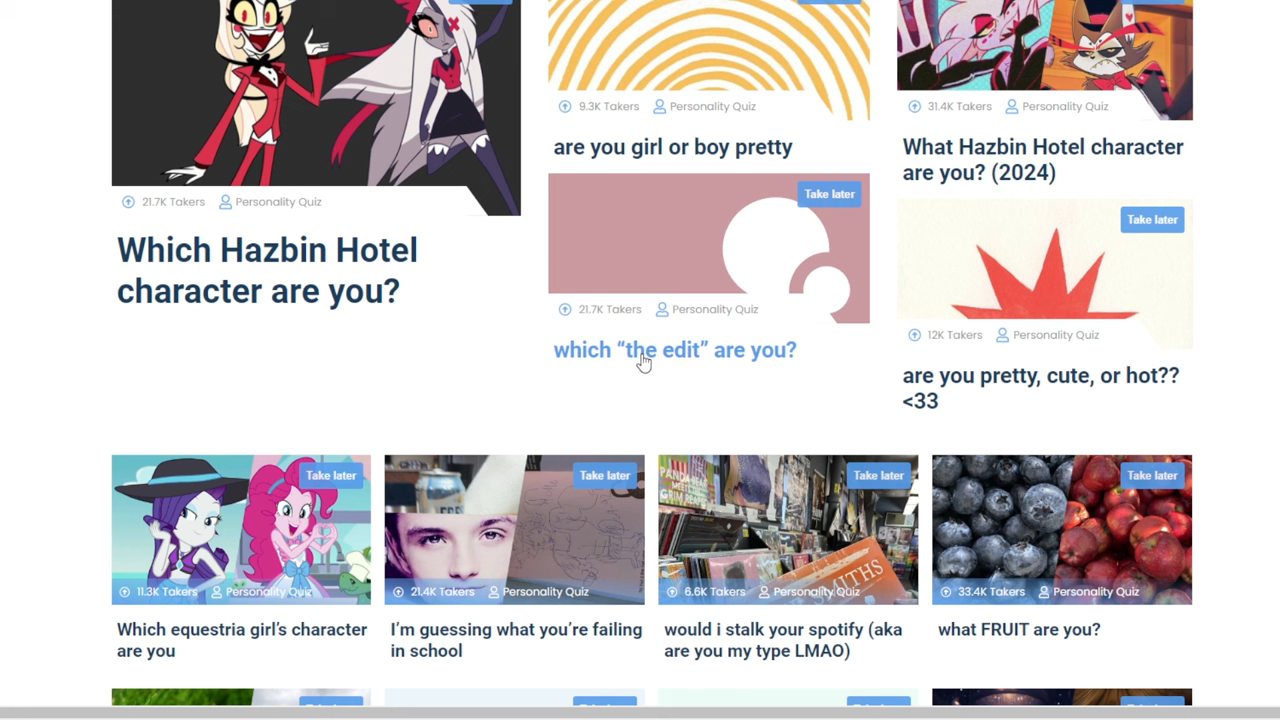 21.7K Takers Personality Quiz
Which Hazbin Hotel
character are you?
9.3K Takers Personality Quiz
are you girl or boy pretty
Take later
21.7K Takers Personality Quiz
which “the edit” are you?
31.4K Takers Personality Quiz
What Hazbin Hotel character
are you? (2024)
Take later
12K Takers Personality Quiz
are you pretty, cute, or hot??
<33
Take later
11.3K Takers Personality Quiz
Which equestria girl’s character
are you
Take later
21.4K Takers Personality Quiz
I’m guessing what you’re failing
in school
PANDA BEAR
MEETS
GRIM REAPER
Take later
SMITHS
6.6K Takers Personality Quiz
would i stalk your spotify (aka
are you my type LMAO)
Take later
33.4K Takers Personality Quiz
what FRUIT are you?